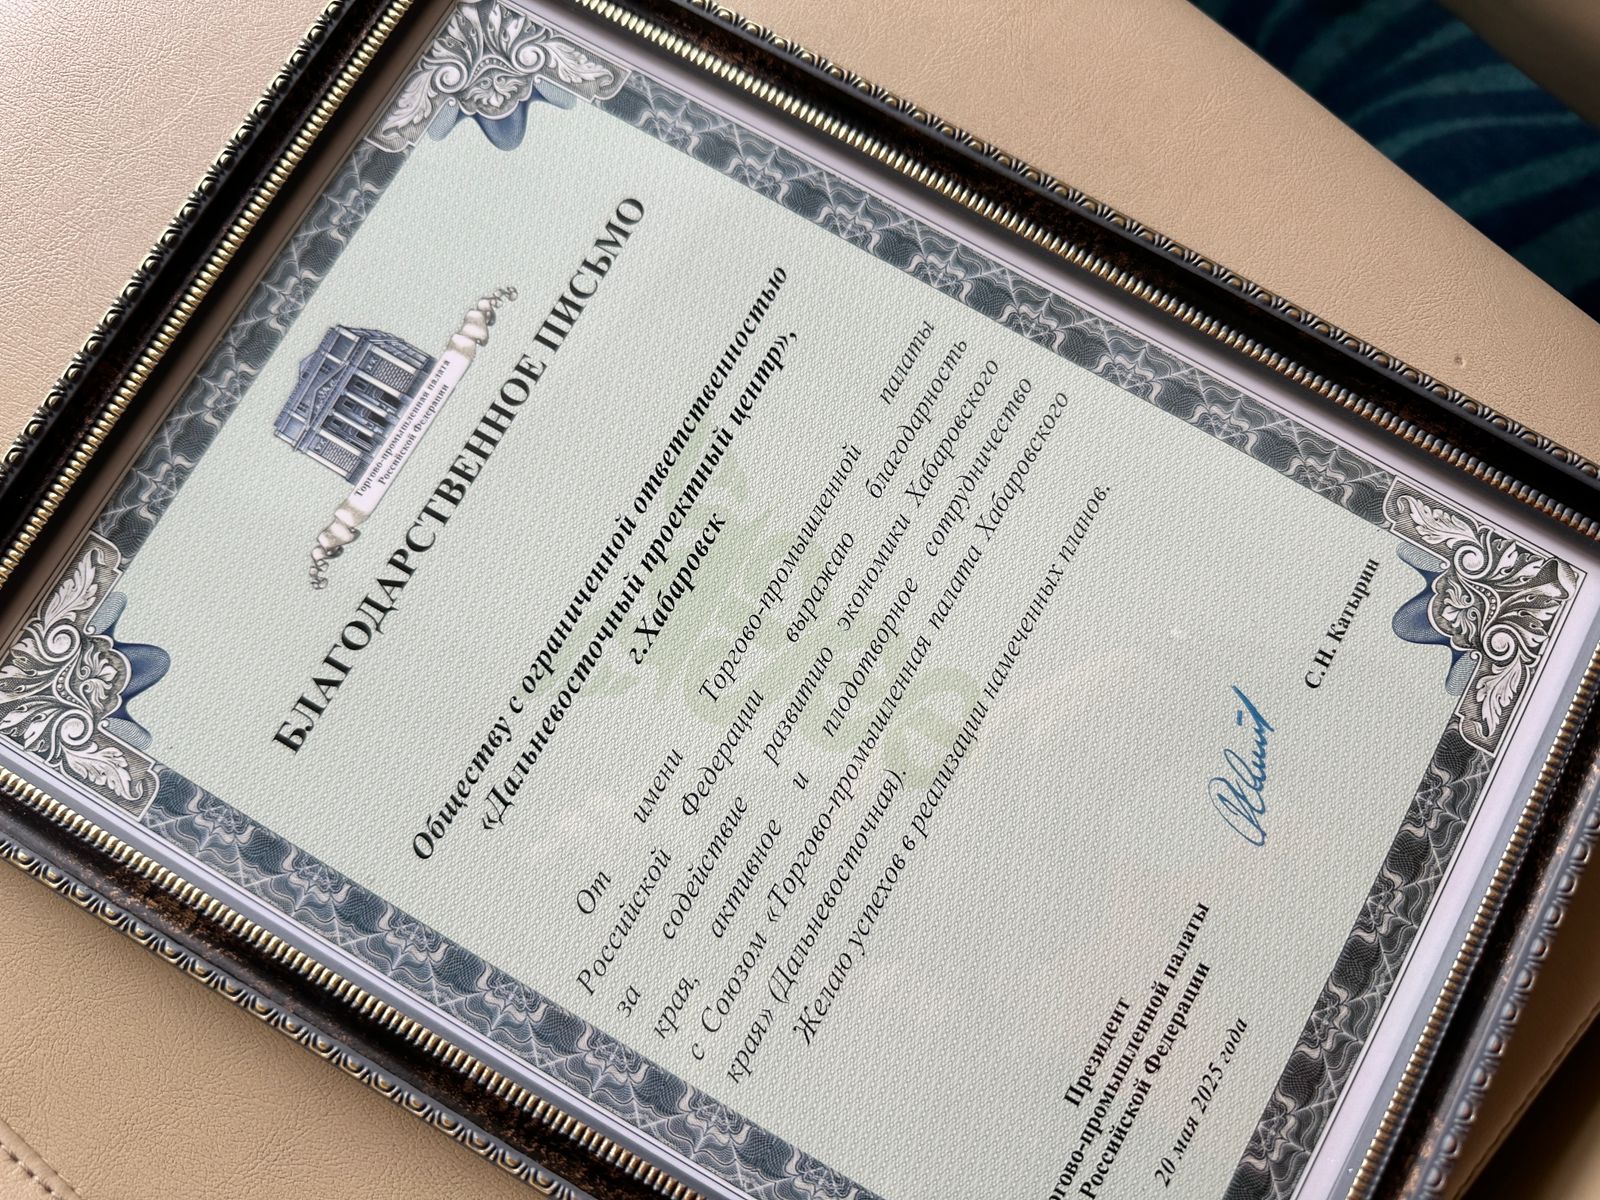 Торгово-промышленная палата
Российской Федерации
БЛАГОДАРСТВЕННОЕ ПИСЬМО
Обществу с ограниченной ответственностью
«Дальневосточный проектный центр»,
г.Хабаровск
От имени Торгово-промышленной палаты
Российской Федерации выражаю благодарность
за содействие развитию экономики Хабаровского
края, активное и плодотворное сотрудничество
с Союзом «Торгово-промышленная палата Хабаровского
края» (Дальневосточная).
Желаю успехов в реализации намеченных планов.
Президент
ргово-промышленной палаты
Российской Федерации
С.Н. Катырин
20 мая 2025 года